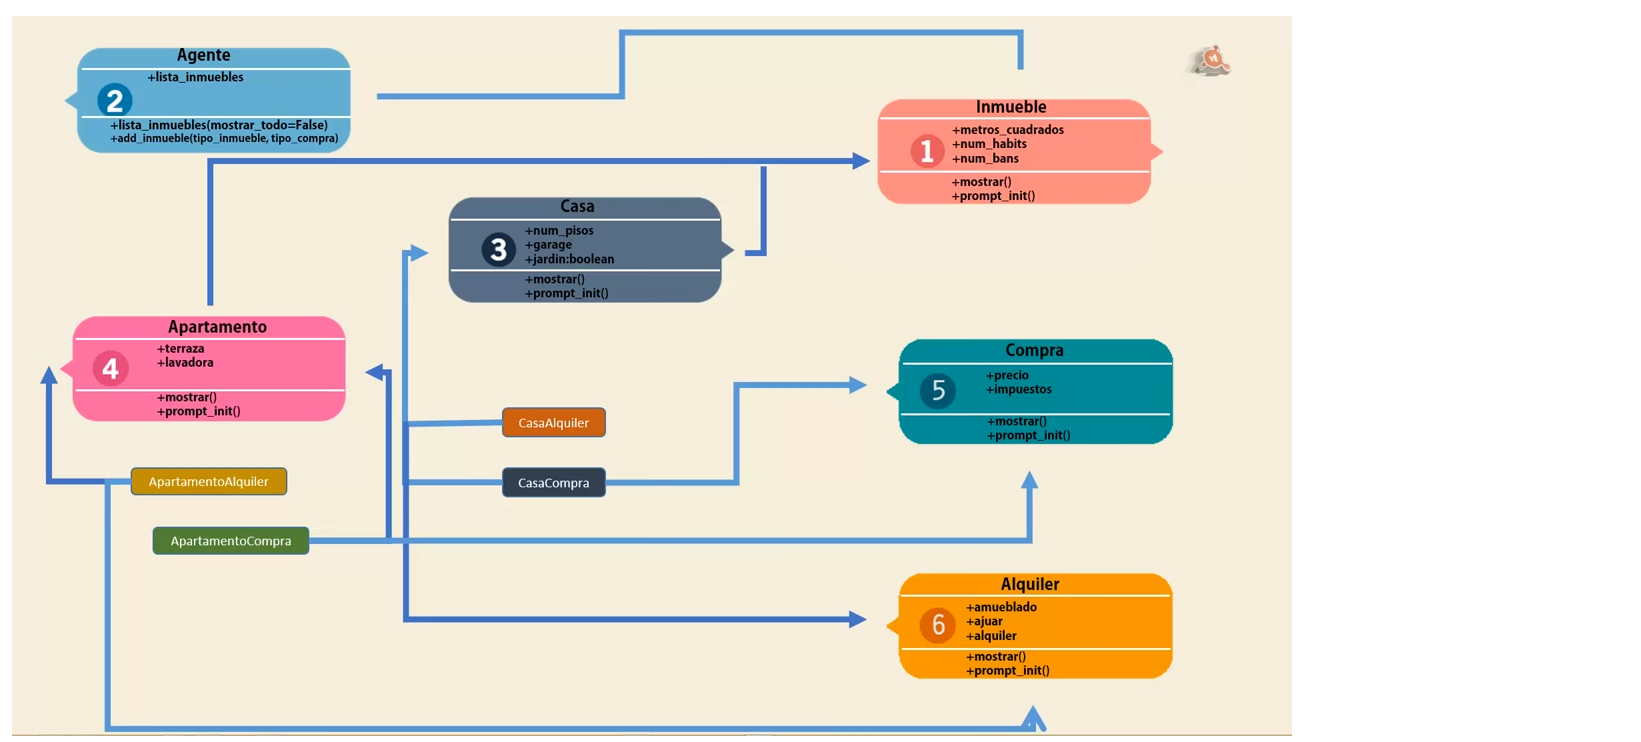 Agente
+lista_inmuebles
2
+lista_inmuebles(mostrar_todo=False)
+add_inmueble(tipo_inmueble, tipo_compra)
Inmueble
+metros_cuadrados
+num_habits
+num_bans
1
+mostrar()
+prompt_init()
Casa
+num_pisos
+garage
+jardin:boolean
3
+mostrar()
+prompt_init()
Apartamento
+terraza
+lavadora
4
+mostrar()
+prompt_init()
Compra
+precio
+impuestos
5
+mostrar()
+prompt_init()
CasaAlquiler
CasaCompra
ApartamentoAlquiler
ApartamentoCompra
Alquiler
+amueblado
+ajuar
+alquiler
6
+mostrar()
+prompt_init()